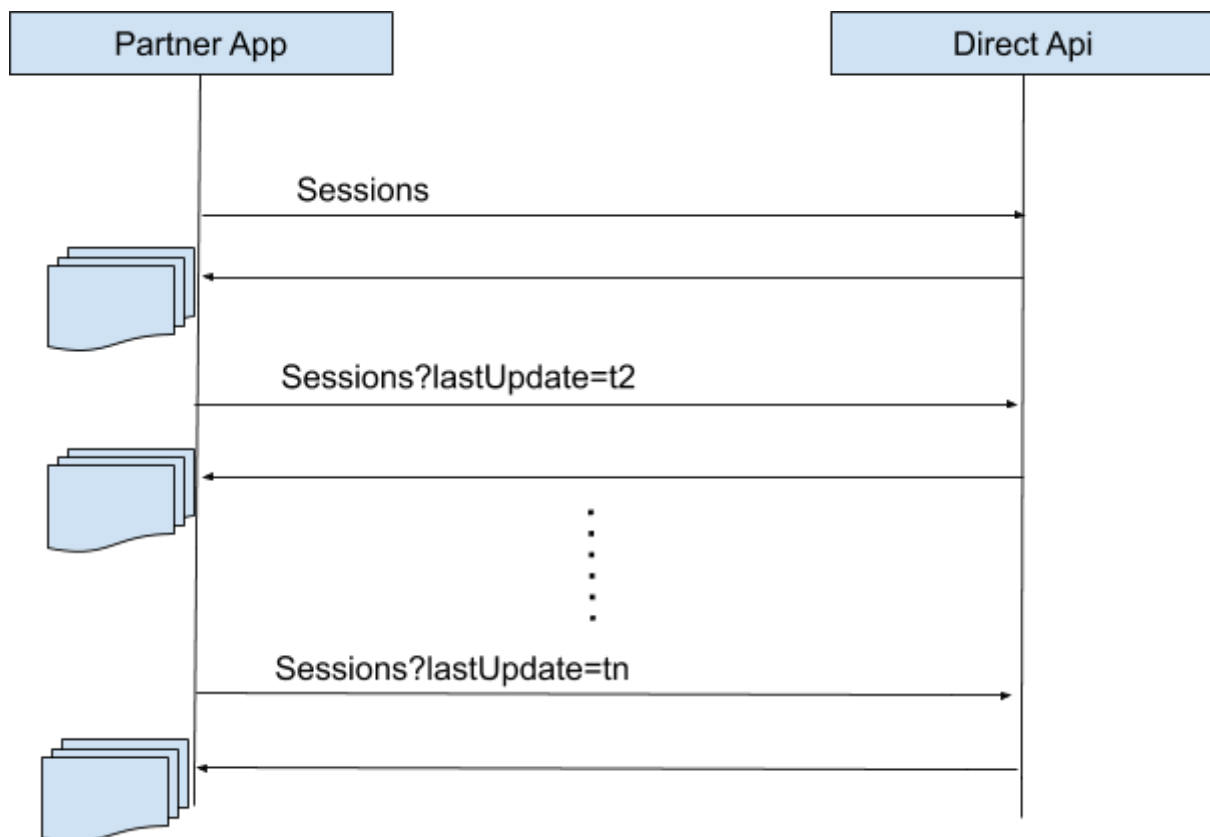 Partner App
Direct Api
Sessions
Sessions?lastUpdate=t2
Sessions?lastUpdate=tn